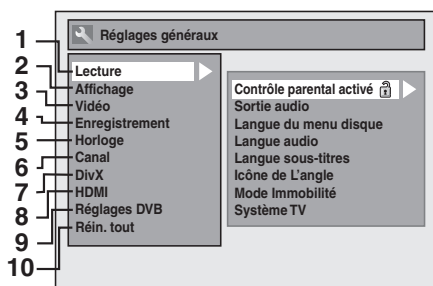 Réglages généraux
1 Lecture
2 Affichage
3 Vidéo
4 Enregistrement
5 Horloge
6 Canal
7 DivX
8 HDMI
9 Réglages DVB
10 Réin. tout
Contrôle parental activé
Sortie audio
Langue du menu disque
Langue audio
Langue sous-titres
Icône de L'angle
Mode Immobilité
Système TV